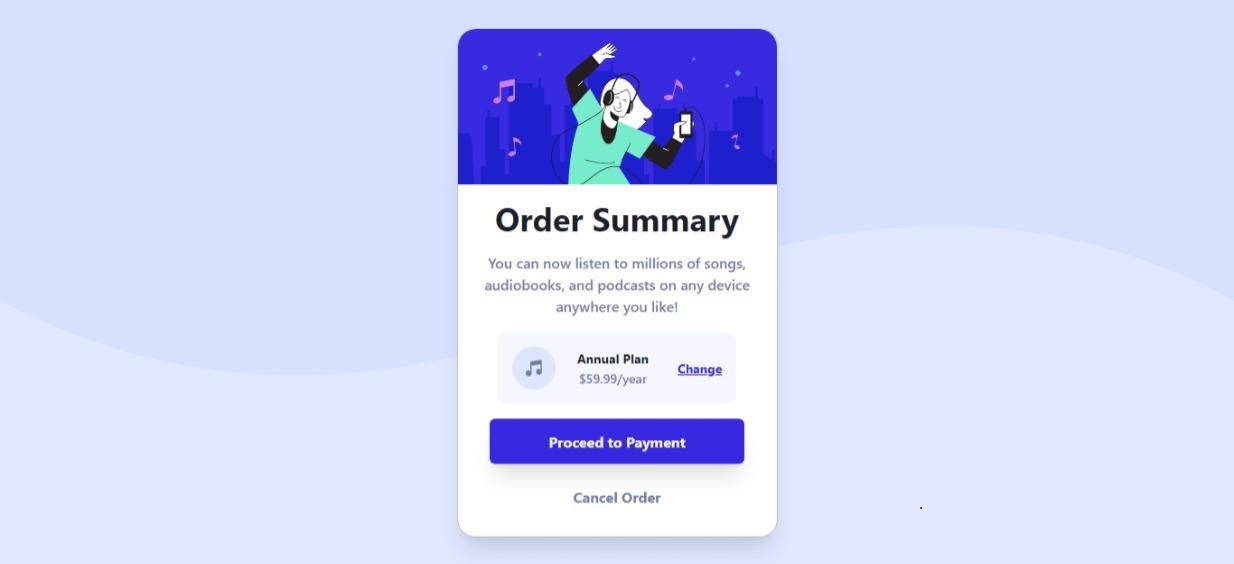 Order Summary
You can now listen to millions of songs,
audiobooks, and podcasts on any device
anywhere you like!
Annual Plan
$59.99/year
Change
Proceed to Payment
Cancel Order